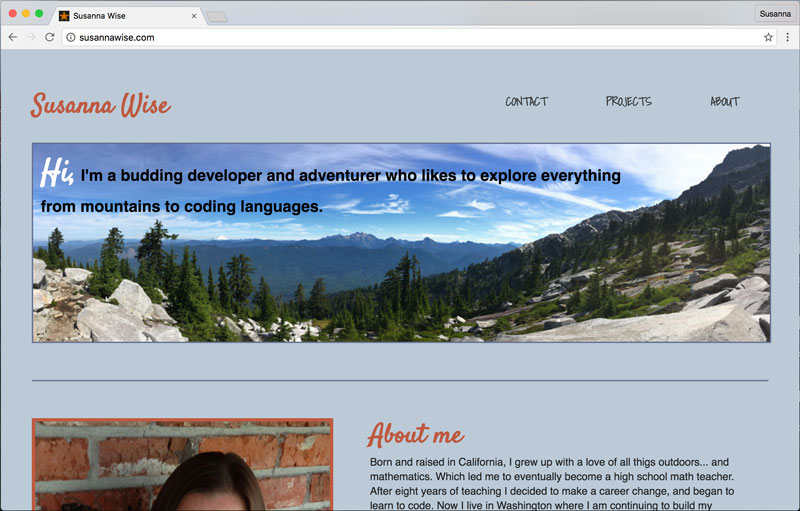 Susanna Wise
Susanna
susannawise.com
Susanna Wise
CONTACT PROJECTS ABOUT
Hi, I'm a budding developer and adventurer who likes to explore everything
from mountains to coding languages.
About me
Born and raised in California, I grew up with a love of all thigs outdoors... and
mathematics. Which led me to eventually become a high school math teacher.
After eight years of teaching I decided to make a career change, and began to
learn to code. Now I live in Washington where I am continuing to build my